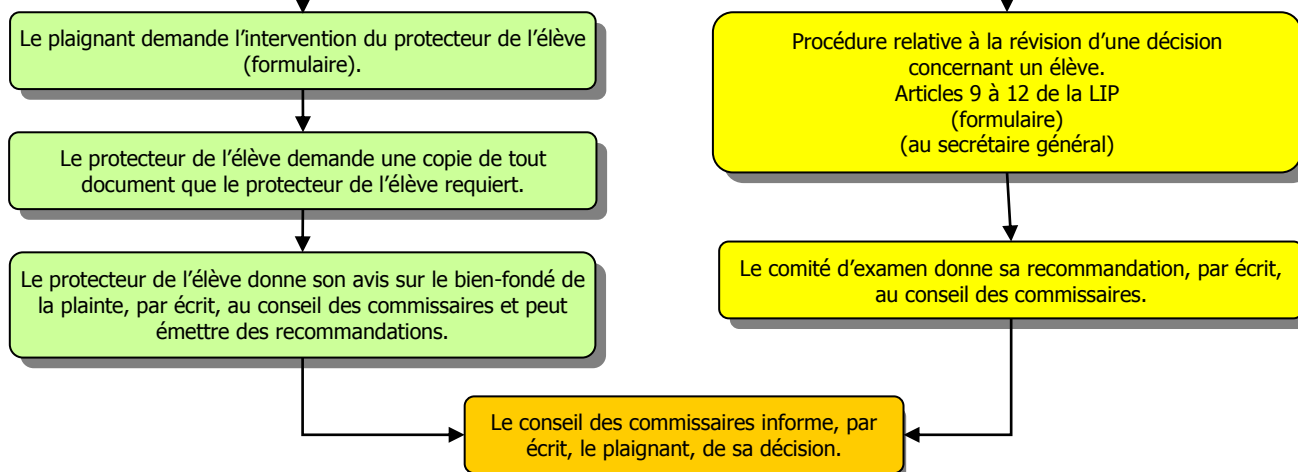 Le plaignant demande l'intervention du protecteur de l'élève
(formulaire).
Le protecteur de l'élève demande une copie de tout
document que le protecteur de l'élève requiert.
Le protecteur de l'élève donne son avis sur le bien-fondé de
la plainte, par écrit, au conseil des commissaires et peut
émettre des recommandations.
Procédure relative à la révision d'une décision
concernant un élève.
Articles 9 à 12 de la LIP
(formulaire)
(au secrétaire général)
Le comité d'examen donne sa recommandation, par écrit,
au conseil des commissaires.
Le conseil des commissaires informe, par
écrit, le plaignant, de sa décision.